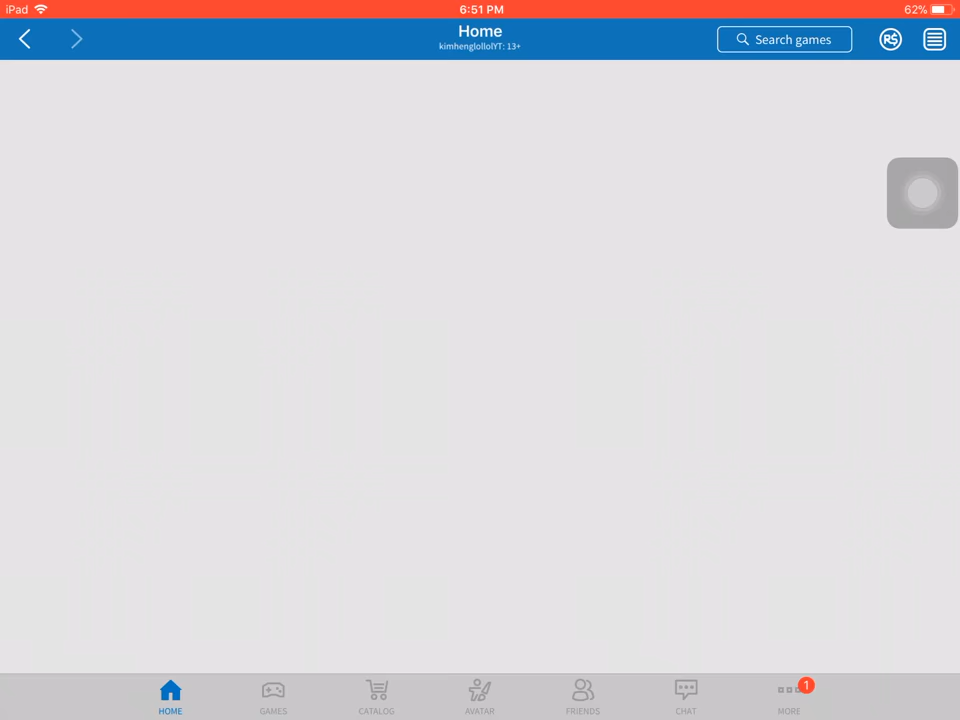 iPad 6:51 PM 62%
Home
kimhenglollolYT: 13+
Search games
R$
HOME GAMES CATALOG AVATAR FRIENDS CHAT MORE
1